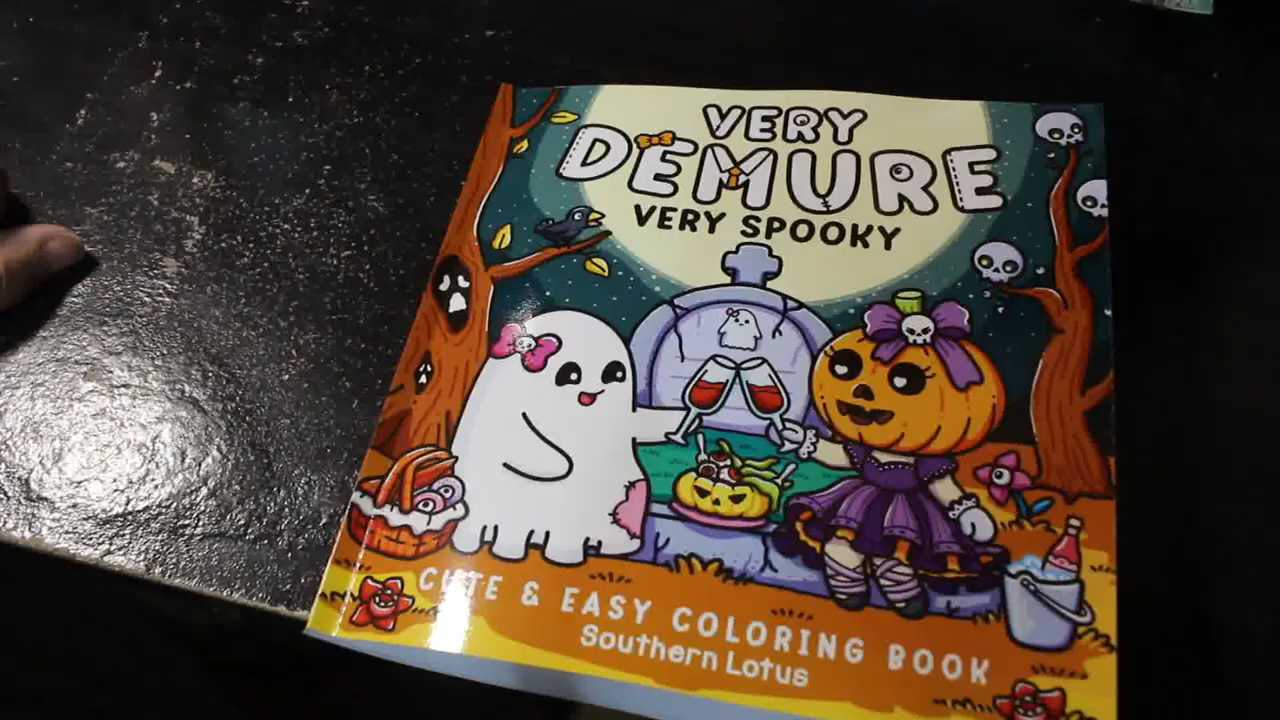 VERY
DEMURE
VERY SPOOKY
CUTE & EASY COLORING BOOK
Southern Lotus